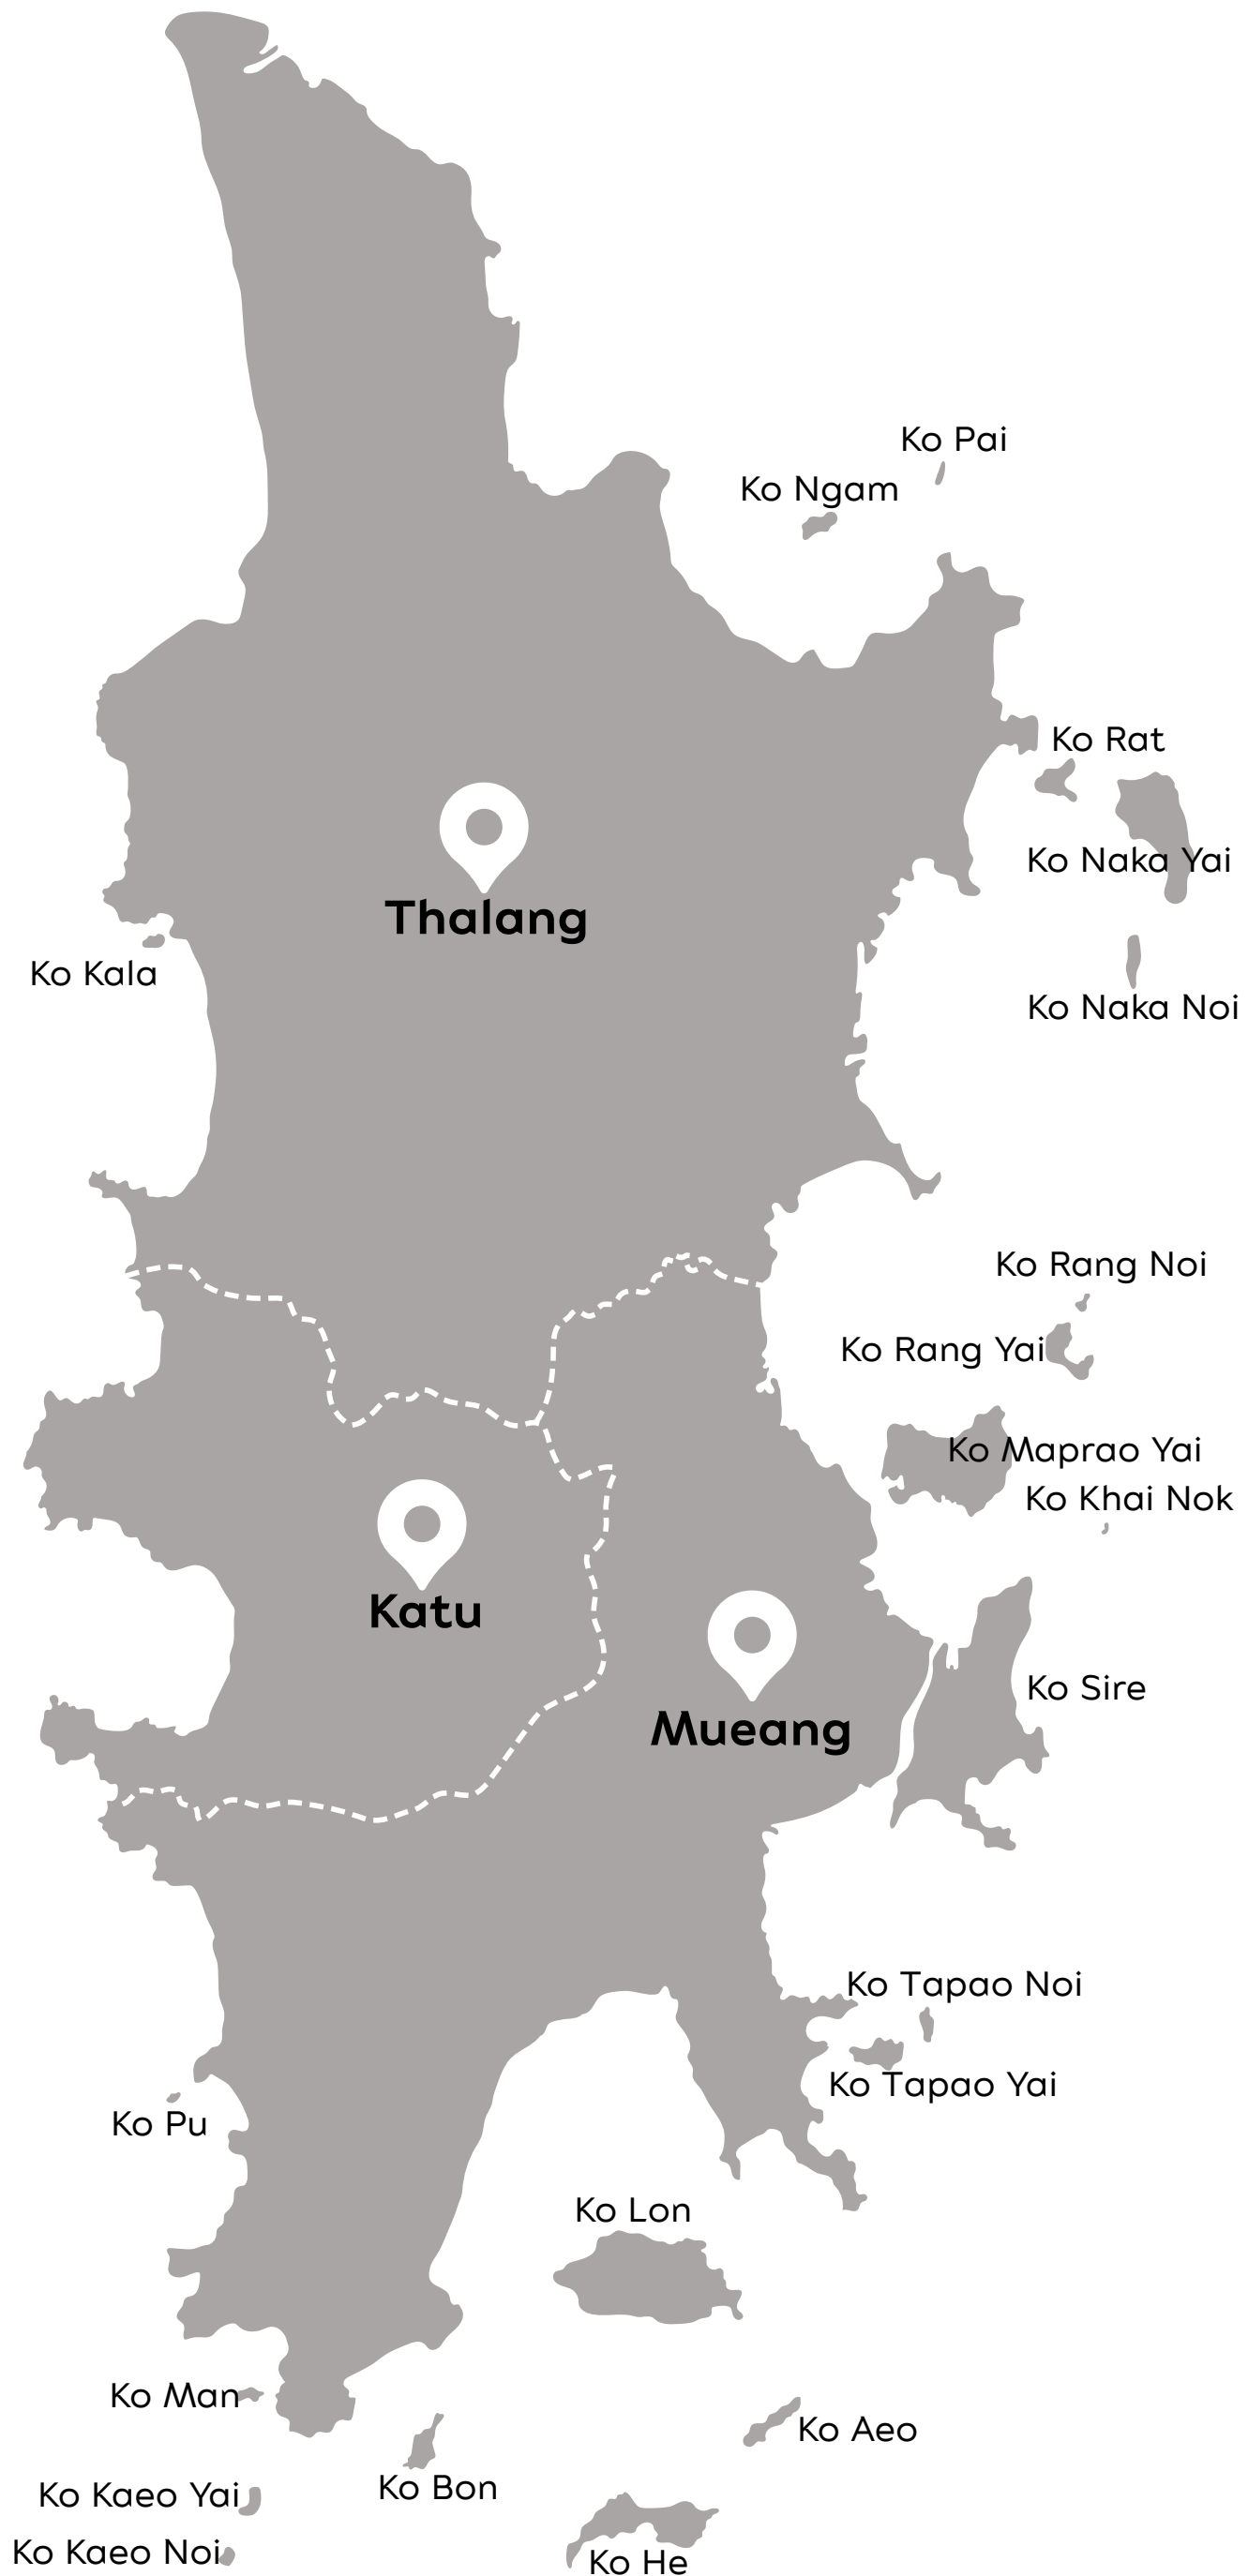 Ko Pai
Ko Ngam
Ko Rat
Ko Naka Yai
Thalang
Ko Kala
Ko Naka Noi
Ko Rang Noi
Ko Rang Yai
Ko Maprao Yai
Ko Khai Nok
Katu
Ko Sire
Mueang
Ko Tapao Noi
Ko Tapao Yai
Ko Pu
Ko Lon
Ko Man
Ko Aeo
Ko Bon
Ko Kaeo Yai
Ko Kaeo Noi
Ko He